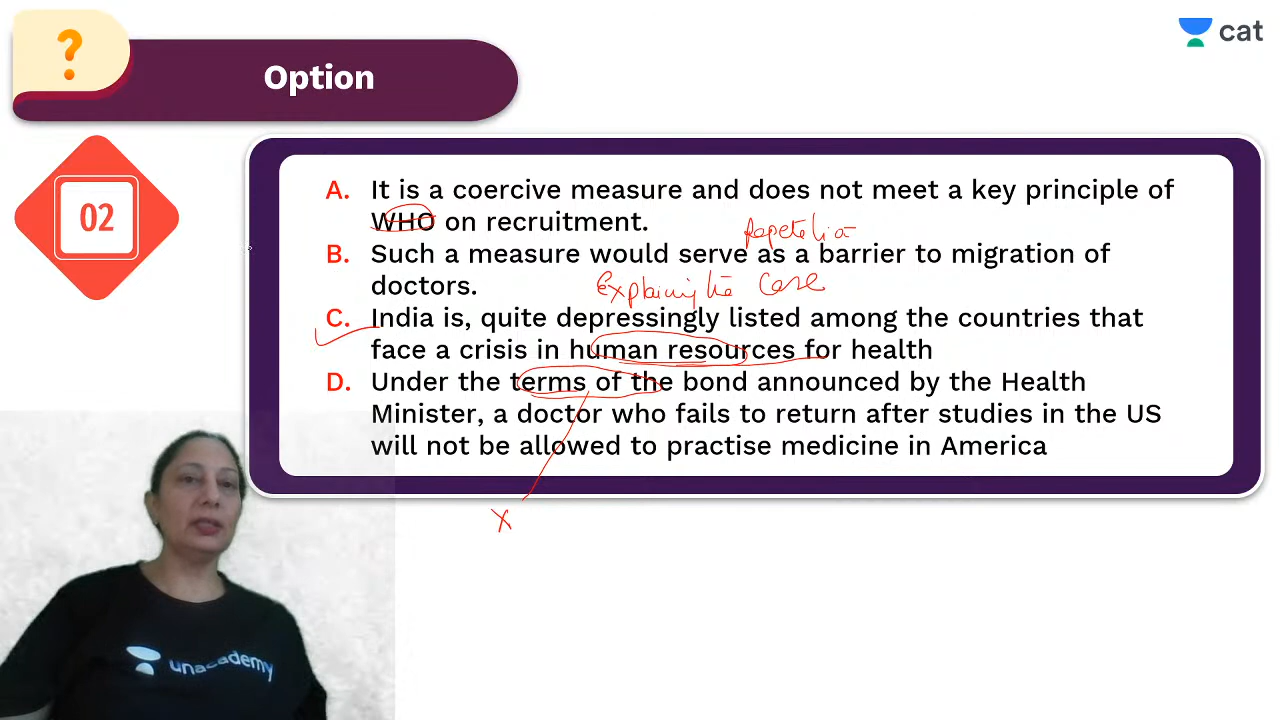 ?
Option
cat
02
A. It is a coercive measure and does not meet a key principle of
WHO on recruitment.
B. Such a measure would serve as a barrier to migration of
doctors.
Explaining the Case
C. India is, quite depressingly listed among the countries that
face a crisis in human resources for health
D. Under the terms of the bond announced by the Health
Minister, a doctor who fails to return after studies in the US
will not be allowed to practise medicine in America
X
unacademy